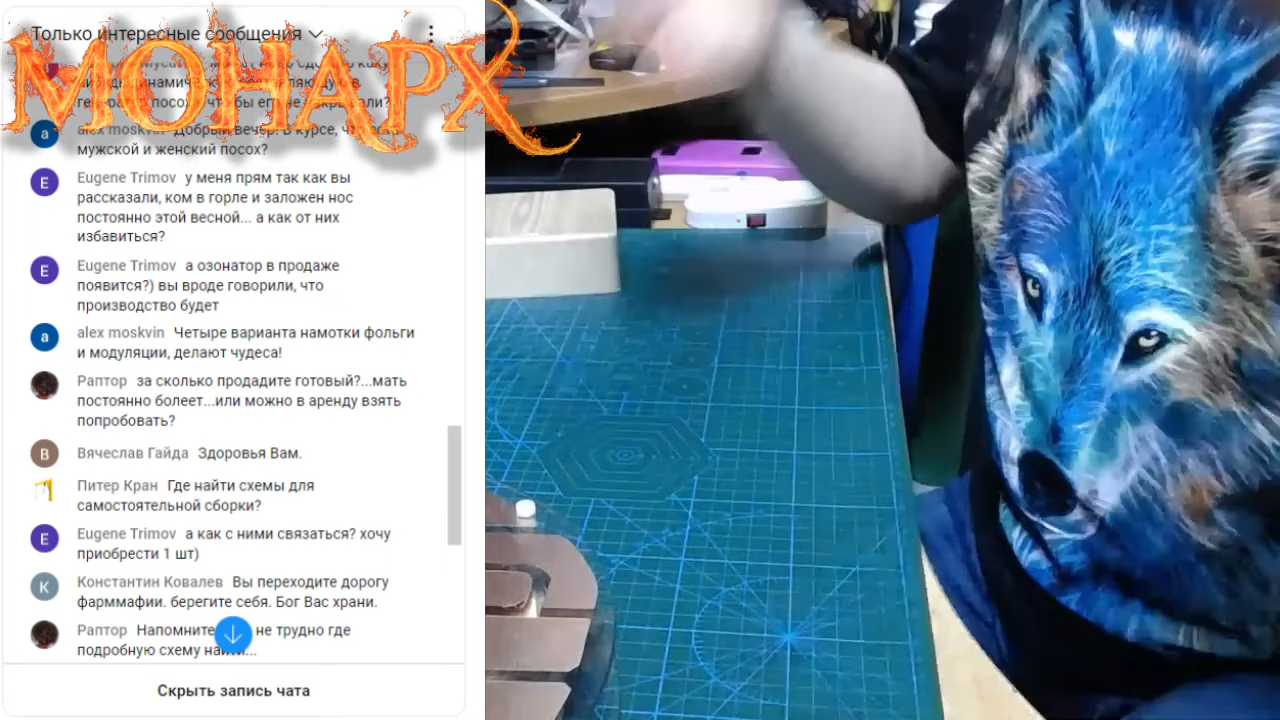 Только интересные сообщения
МОНАРХ
alex moskvin Добрый вечер! В курсе, что есть
мужской и женский посох?
Eugene Trimov у меня прям так как вы
рассказали, ком в горле и заложен нос
постоянно этой весной... а как от них
избавиться?
Eugene Trimov а озонатор в продаже
появится?) вы вроде говорили, что
производство будет
alex moskvin Четыре варианта намотки фольги
и модуляции, делают чудеса!
Раптор за сколько продадите готовый?...мать
постоянно болеет...или можно в аренду взять
попробовать?
Вячеслав Гайда Здоровья Вам.
Питер Кран Где найти схемы для
самостоятельной сборки?
Eugene Trimov а как с ними связаться? хочу
приобрести 1 шт)
Константин Ковалев Вы переходите дорогу
фарммафии. берегите себя. Бог Вас храни.
Раптор Напомните не трудно где
подробную схему найти...
Скрыть запись чата